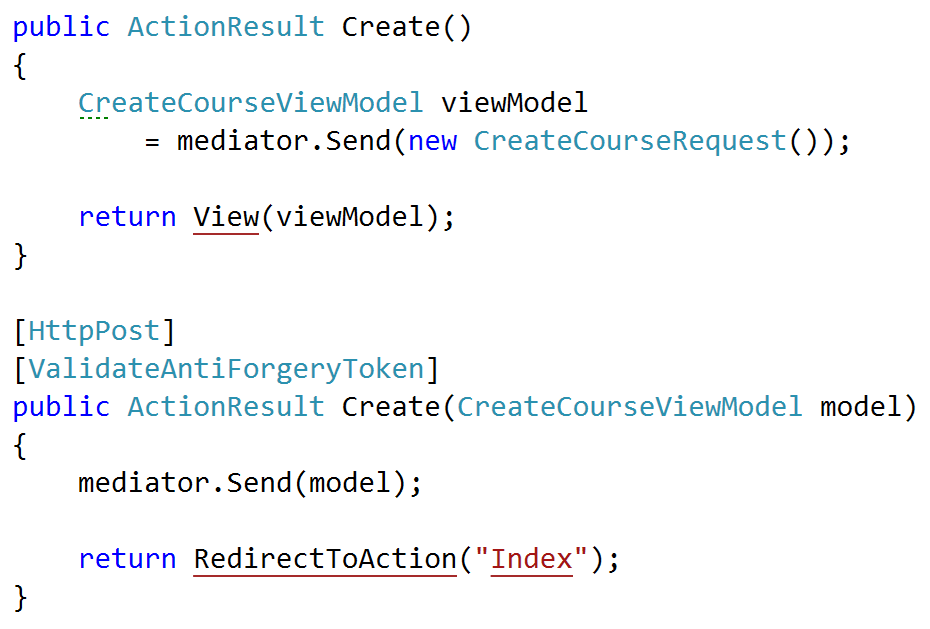 public ActionResult Create()
{
    CreateCourseViewModel viewModel
        = mediator.Send(new CreateCourseRequest());

    return View(viewModel);
}

[HttpPost]
[ValidateAntiForgeryToken]
public ActionResult Create(CreateCourseViewModel model)
{
    mediator.Send(model);

    return RedirectToAction("Index");
}